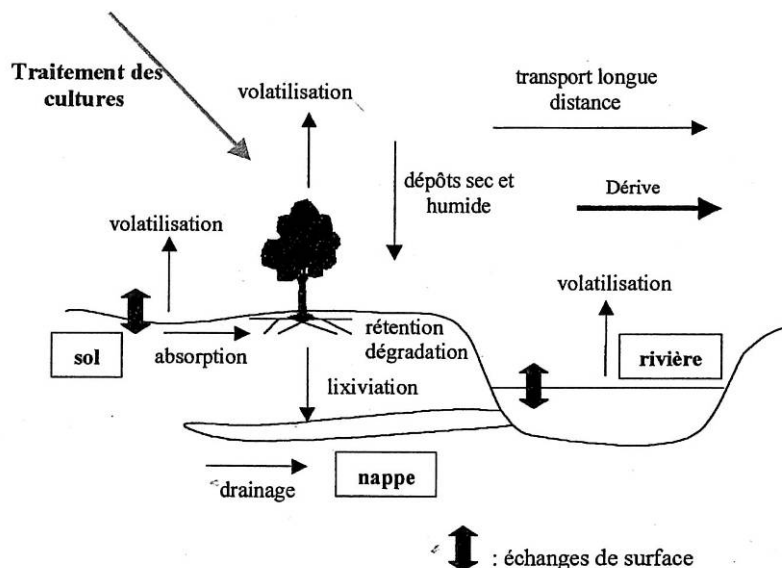 Traitement des
cultures
volatilisation
transport longue
distance
dépôts sec et
humide
Dérive
volatilisation
volatilisation
sol
absorption
rétention
dégradation
rivière
lixiviation
drainage
nappe
: échanges de surface